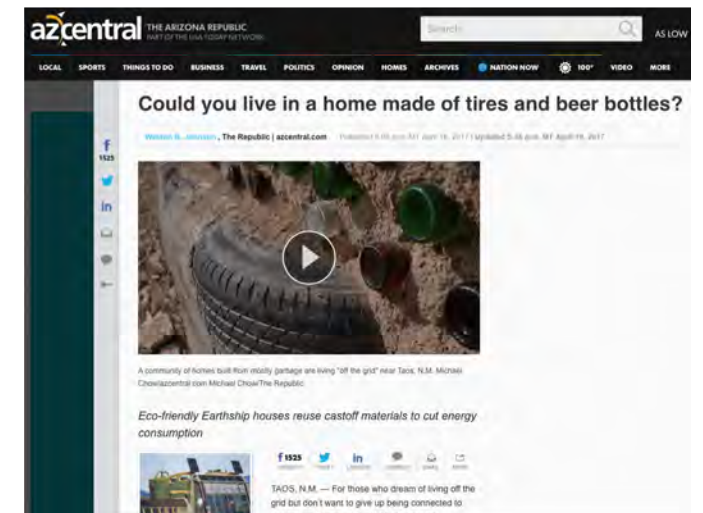 azcentral THE ARIZONA REPUBLIC
PART OF THE USA TODAY NETWORK
Search
AS LOW
LOCAL SPORTS THINGS TO DO BUSINESS TRAVEL POLITICS OPINION HOMES ARCHIVES NATION NOW 100° VIDEO MORE
Could you live in a home made of tires and beer bottles?
, The Republic | azcentral.com
f
1525
in
A community of homes built from mostly garbage are living "off the grid" near Taos, N.M. Michael
Chow/azcentral.com Michael Chow/The Republic
Eco-friendly Earthship houses reuse castoff materials to cut energy
consumption
f 1525 in
TAOS, N.M. — For those who dream of living off the
grid but don't want to give up being connected to